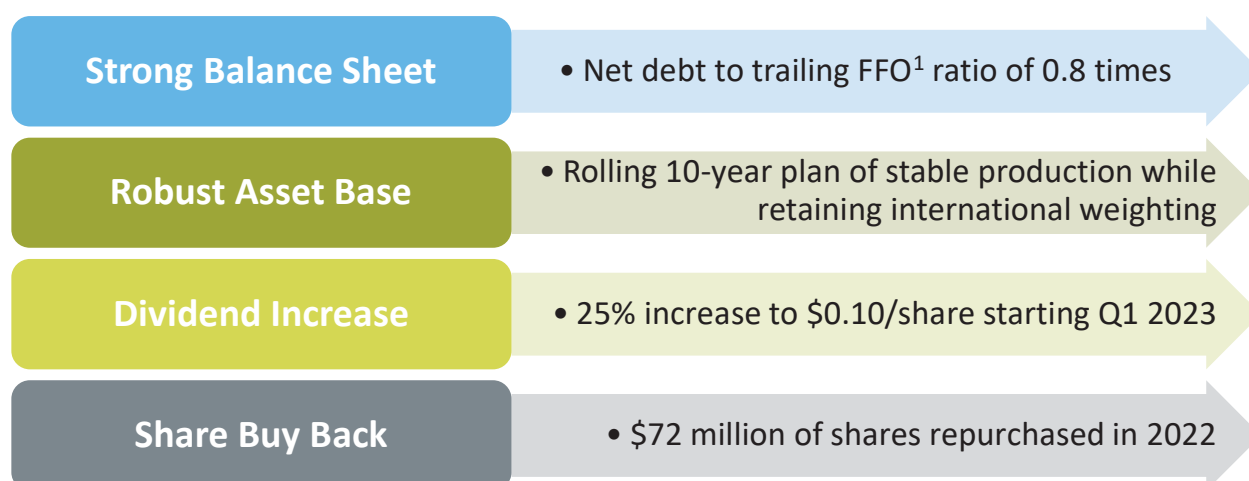 Strong Balance Sheet
• Net debt to trailing FFO¹ ratio of 0.8 times
Robust Asset Base
• Rolling 10-year plan of stable production while
retaining international weighting
Dividend Increase
• 25% increase to $0.10/share starting Q1 2023
Share Buy Back
• $72 million of shares repurchased in 2022